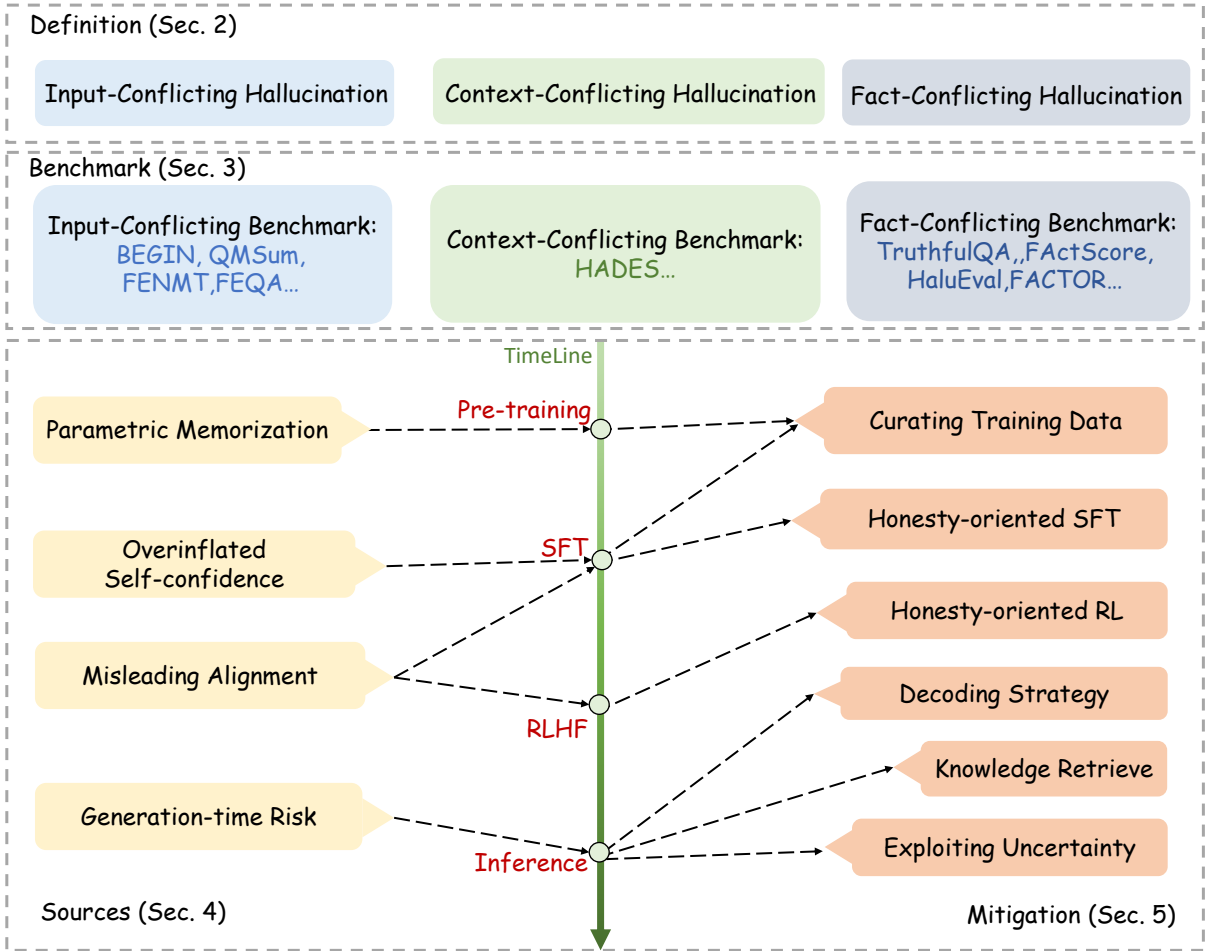 Definition (Sec. 2)
Input-Conflicting Hallucination
Context-Conflicting Hallucination
Fact-Conflicting Hallucination
Benchmark (Sec. 3)
Input-Conflicting Benchmark:
BEGIN, QMSum,
FENMT,FEQA...
Context-Conflicting Benchmark:
HADES...
Fact-Conflicting Benchmark:
TruthfulQA,,FActScore,
HaluEval,FACTOR...
TimeLine
Parametric Memorization
Pre-training
Curating Training Data
Overinflated
Self-confidence
SFT
Honesty-oriented SFT
Misleading Alignment
RLHF
Honesty-oriented RL
Decoding Strategy
Knowledge Retrieve
Generation-time Risk
Inference
Exploiting Uncertainty
Sources (Sec. 4)
Mitigation (Sec. 5)